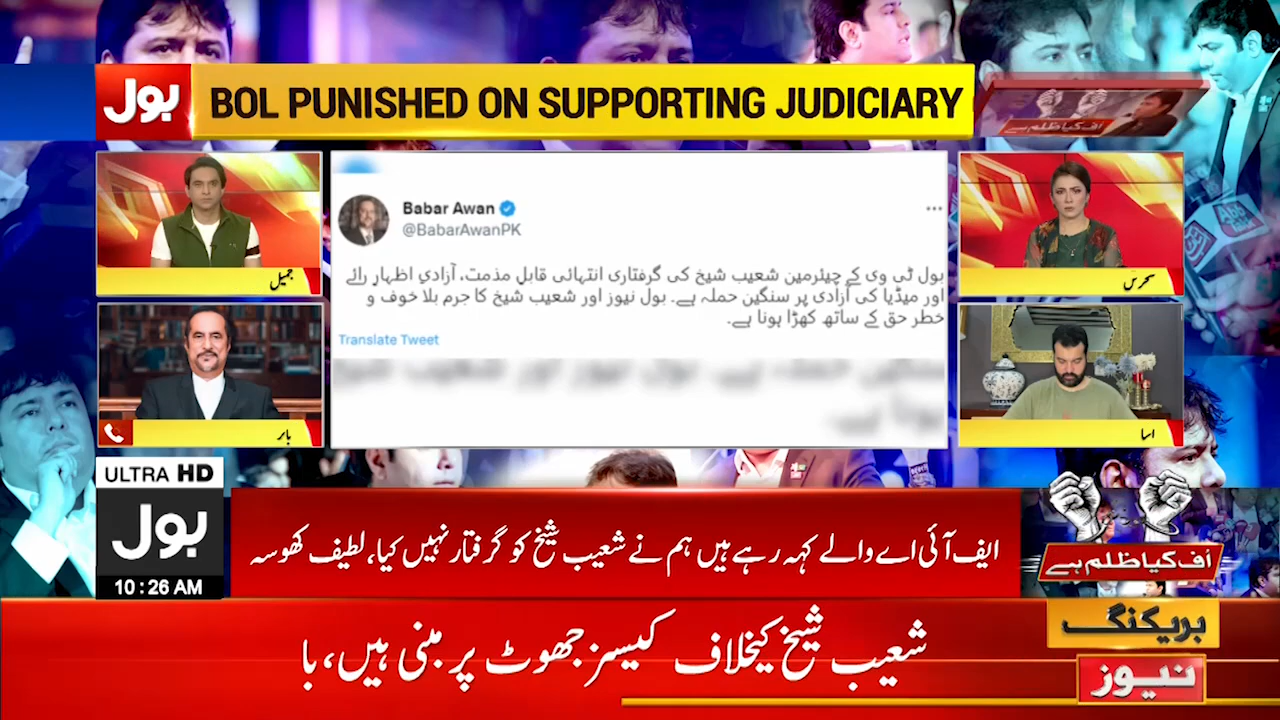 بول
BOL PUNISHED ON SUPPORTING JUDICIARY
اُف کیا ظلم ہے
جمیل
سحرس
بابر
اسا
Babar Awan
@BabarAwanPK
بول ٹی وی کے چیئرمین شعیب شیخ کی گرفتاری انتہائی قابلِ مذمت، آزادیِ اظہارِ رائے
اور میڈیا کی آزادی پر سنگین حملہ ہے۔ بول نیوز اور شعیب شیخ کا جرم بلا خوف و
خطر حق کے ساتھ کھڑا ہونا ہے۔
Translate Tweet
ULTRA HD
بول
10:26 AM
ایف آئی اے والے کہہ رہے ہیں ہم نے شعیب شیخ کو گرفتار نہیں کیا، لطیف کھوسہ
اُف کیا ظلم ہے
شعیب شیخ کیخلاف کیسز جھوٹ پر مبنی ہیں، با
بریکنگ
نیوز